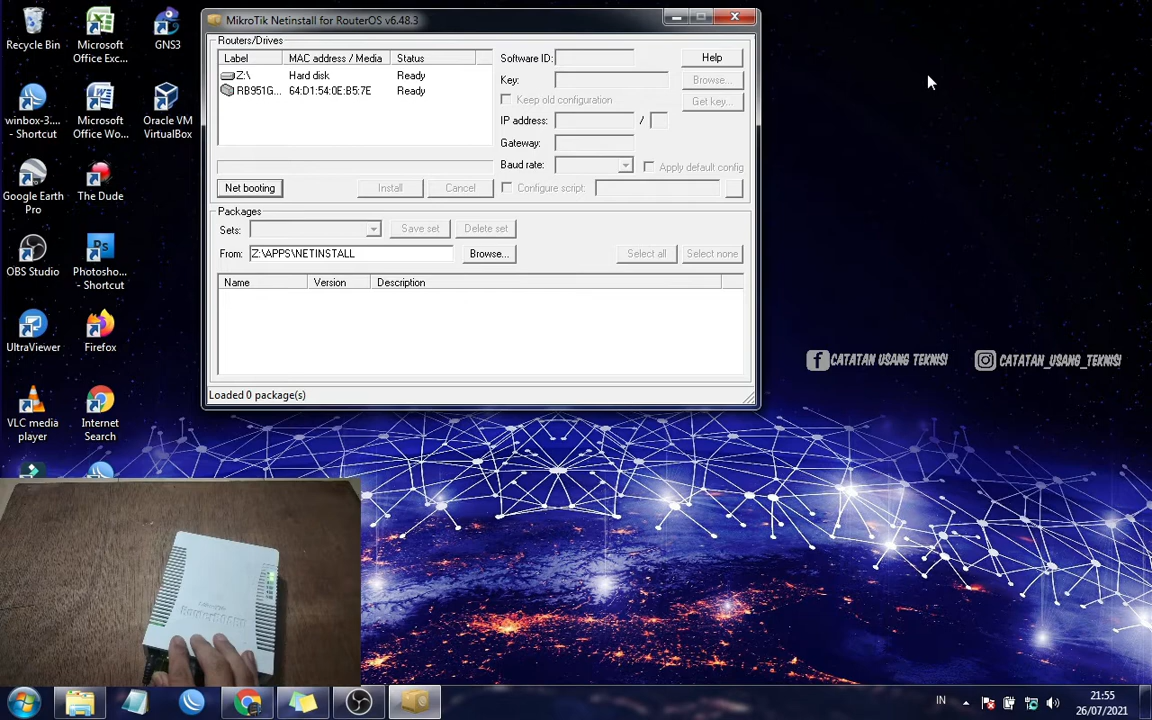 Recycle Bin
Microsoft Office Exc...
GNS3
winbox-3.... - Shortcut
Microsoft Office Wo...
Oracle VM VirtualBox
Google Earth Pro
The Dude
OBS Studio
Photosho... - Shortcut
UltraViewer
Firefox
VLC media player
Internet Search
MikroTik Netinstall for RouterOS v6.48.3
Routers/Drives
Label MAC address / Media Status
Z:\ Hard disk Ready
RB951G... 64:D1:54:0E:B5:7E Ready
Software ID:
Help
Key:
Browse...
Keep old configuration
Get key...
IP address: /
Gateway:
Baud rate:
Apply default config
Net booting
Install
Cancel
Configure script:
Packages
Sets:
Save set
Delete set
From: Z:\APPS\NETINSTALL
Browse...
Select all
Select none
Name Version Description
Loaded 0 package(s)
f CATATAN USANG TEKNISI
CATATAN_USANG_TEKNISI
IN
21:55
26/07/2021